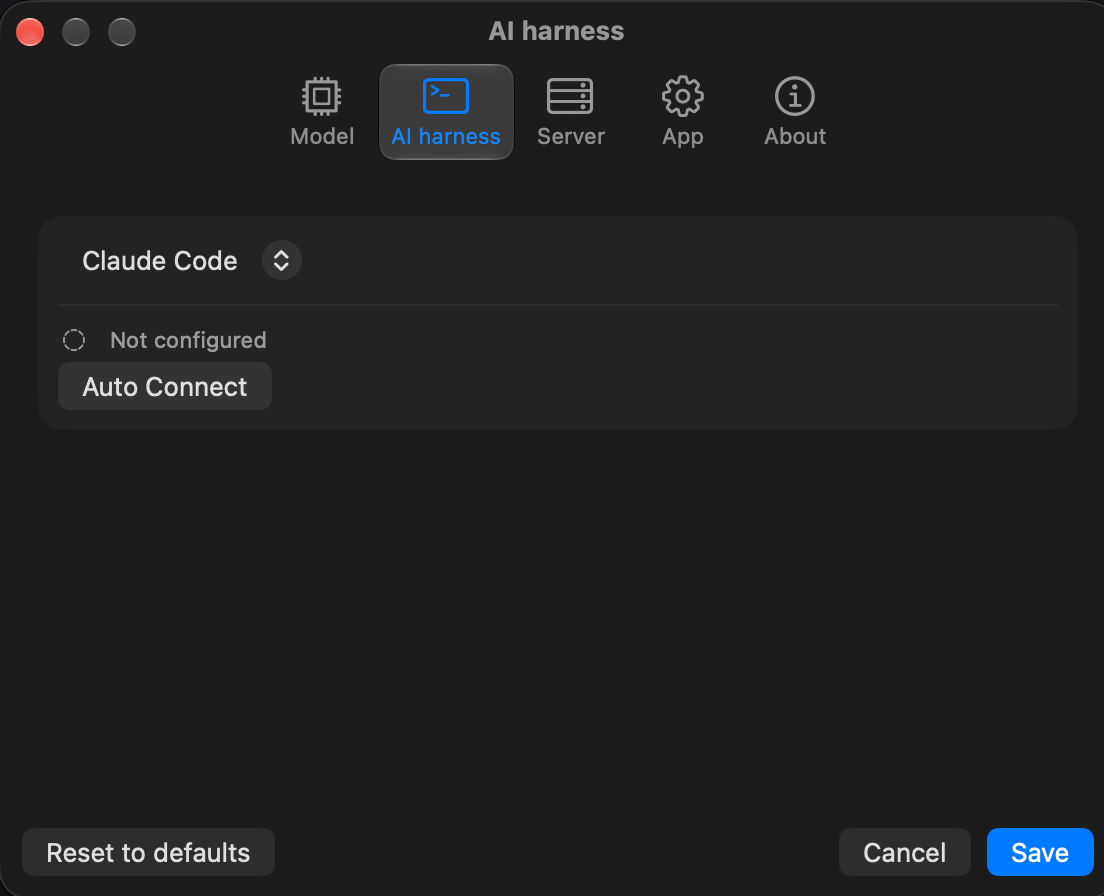 AI harness
Model
AI harness
Server
App
About
Claude Code
Not configured
Auto Connect
Reset to defaults
Cancel
Save